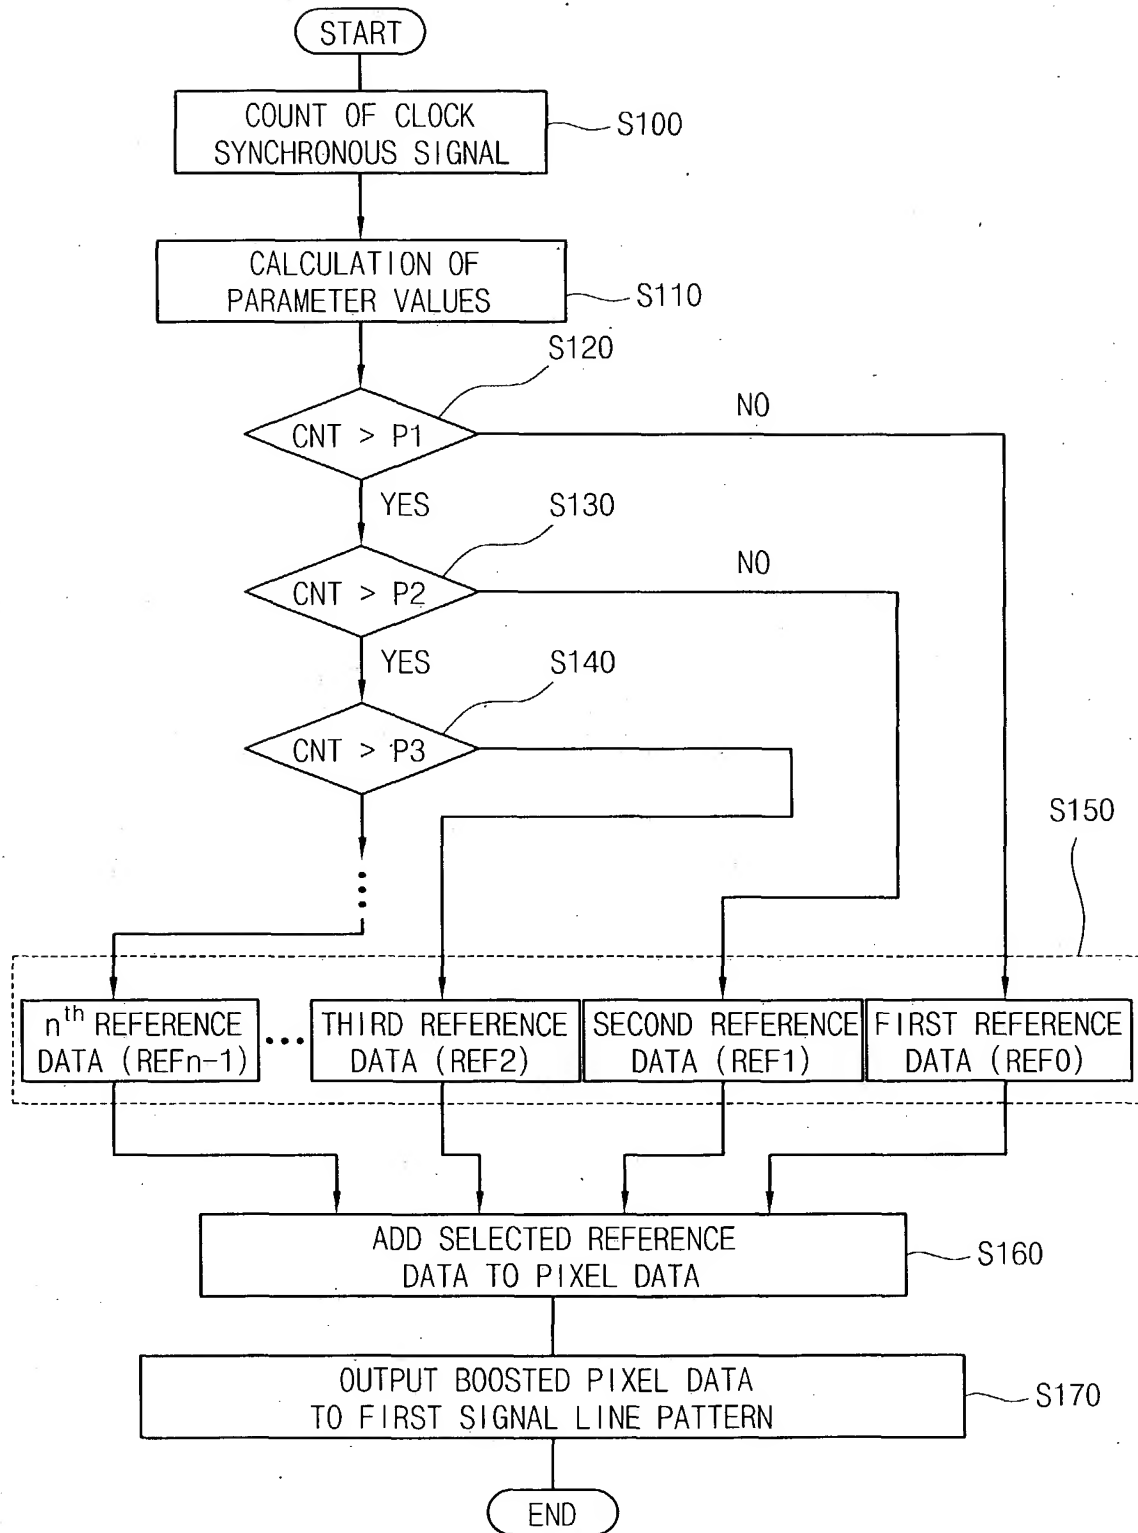 START
COUNT OF CLOCK
SYNCHRONOUS SIGNAL
S100
CALCULATION OF
PARAMETER VALUES
S110
S120
CNT > P1
NO
YES
S130
CNT > P2
NO
YES
S140
CNT > P3
S150
nth REFERENCE
DATA (REFn-1)
THIRD REFERENCE
DATA (REF2)
SECOND REFERENCE
DATA (REF1)
FIRST REFERENCE
DATA (REF0)
ADD SELECTED REFERENCE
DATA TO PIXEL DATA
S160
OUTPUT BOOSTED PIXEL DATA
TO FIRST SIGNAL LINE PATTERN
S170
END